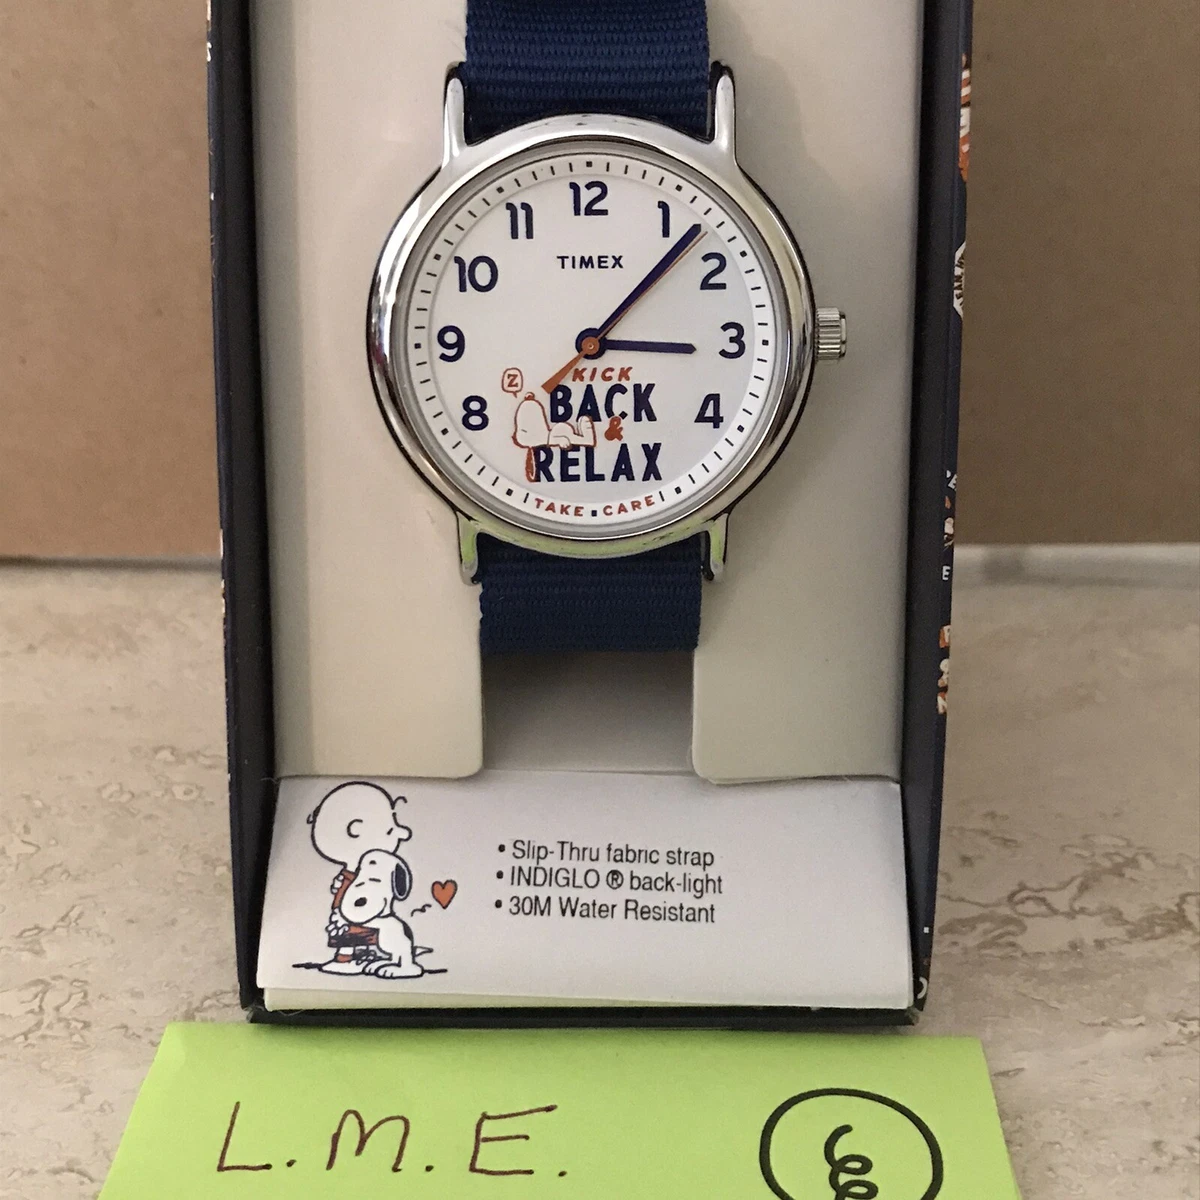 12
11
1
10
TIMEX
2
9
3
Z
KICK
8
BACK
4
&
RELAX
TAKE CARE
• Slip-Thru fabric strap
• INDIGLO ® back-light
• 30M Water Resistant
L.M.E.